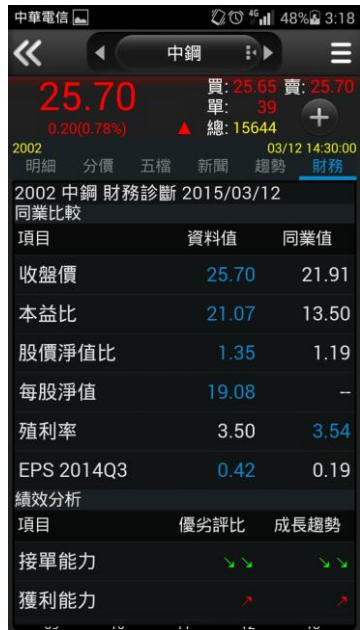 中華電信 4G 48% 3:18
中鋼
25.70 買: 25.65 賣: 25.70
單: 39
0.20(0.78%) ▲ 總: 15644
2002 03/12 14:30:00
明細 分價 五檔 新聞 趨勢 財務
2002 中鋼 財務診斷 2015/03/12
同業比較
項目 資料值 同業值
收盤價 25.70 21.91
本益比 21.07 13.50
股價淨值比 1.35 1.19
每股淨值 19.08 --
殖利率 3.50 3.54
EPS 2014Q3 0.42 0.19
績效分析
項目 優劣評比 成長趨勢
接單能力 ↘↘ ↘↘
獲利能力 ↗ ↗